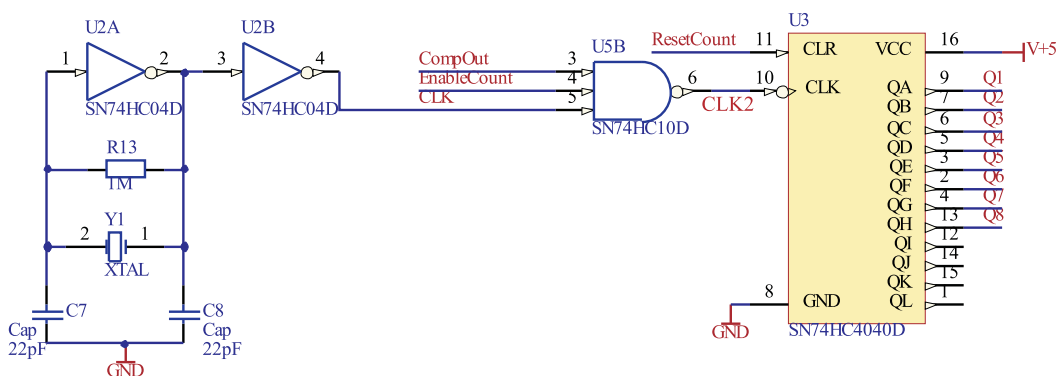 U2A
1
2
SN74HC04D
U2B
3
4
SN74HC04D
R13
1M
Y1
2
1
XTAL
C7
Cap
22pF
C8
Cap
22pF
GND
CompOut
EnableCount
CLK
3
4
5
U5B
6
SN74HC10D
CLK2
ResetCount
U3
11
CLR
10
CLK
8
GND
GND
VCC
16
V+5
QA
9
Q1
QB
7
Q2
QC
6
Q3
QD
5
Q4
QE
3
Q5
QF
2
Q6
QG
4
Q7
QH
13
Q8
QI
12
QJ
14
QK
15
QL
1
SN74HC4040D